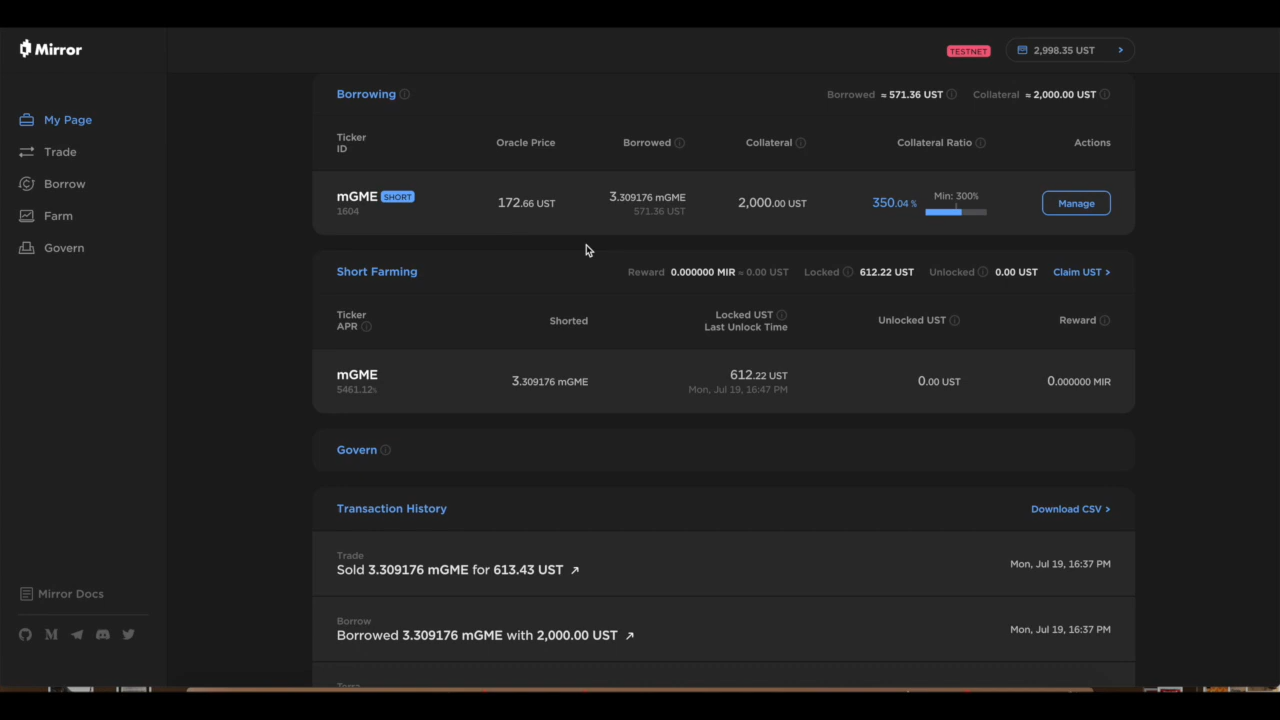 Mirror
TESTNET
2,998.35 UST >
My Page
Trade
Borrow
Farm
Govern
Mirror Docs
Borrowing
Borrowed ≈ 571.36 UST Collateral ≈ 2,000.00 UST
Ticker
ID
Oracle Price Borrowed Collateral Collateral Ratio Actions
mGME SHORT
1604
172.66 UST
3.309176 mGME
571.36 UST
2,000.00 UST
350.04 %
Min: 300%
Manage
Short Farming
Reward 0.000000 MIR ≈ 0.00 UST Locked 612.22 UST Unlocked 0.00 UST Claim UST >
Ticker
APR
Shorted
Locked UST
Last Unlock Time
Unlocked UST
Reward
mGME
5461.12%
3.309176 mGME
612.22 UST
Mon, Jul 19, 16:47 PM
0.00 UST
0.000000 MIR
Govern
Transaction History
Download CSV >
Trade
Sold 3.309176 mGME for 613.43 UST ↗
Mon, Jul 19, 16:37 PM
Borrow
Borrowed 3.309176 mGME with 2,000.00 UST ↗
Mon, Jul 19, 16:37 PM
Terra